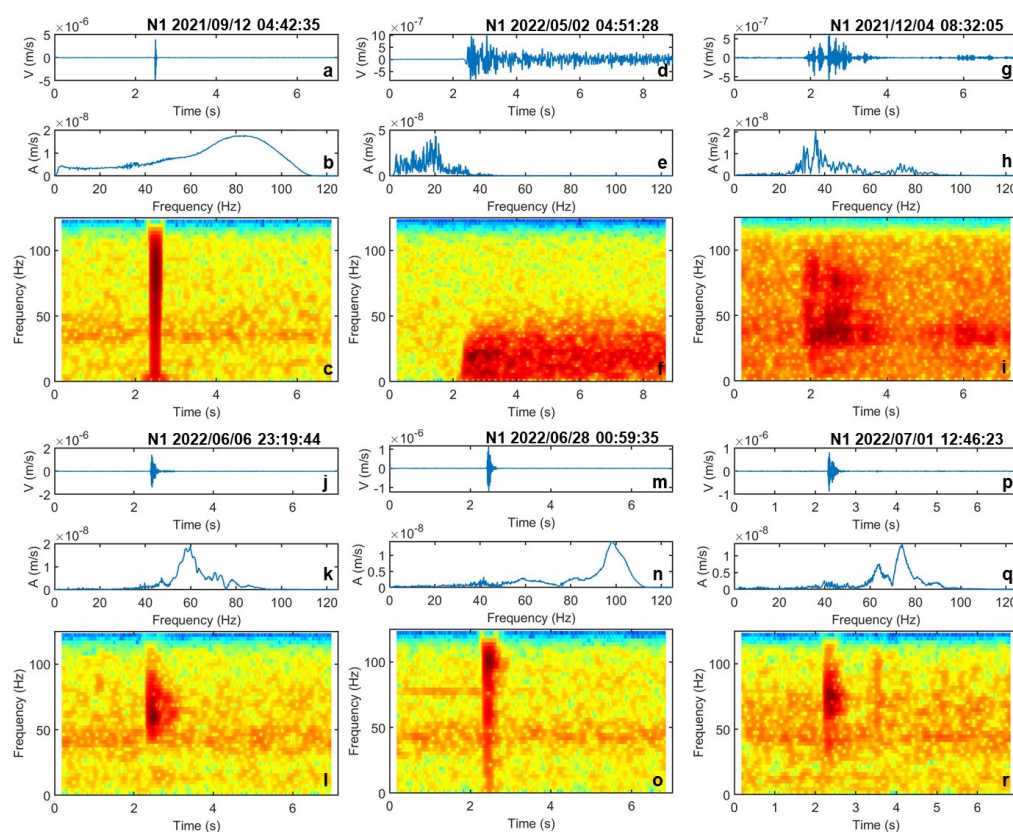 N1 2021/09/12 04:42:35
×10⁻⁶
5
0
-5
V (m/s)
a
0 2 4 6
Time (s)
×10⁻⁸
2
1
0
A (m/s)
b
0 20 40 60 80 100 120
Frequency (Hz)
100
50
0
Frequency (Hz)
c
0 2 4 6
Time (s)
N1 2022/05/02 04:51:28
×10⁻⁷
10
5
0
-5
V (m/s)
d
0 2 4 6 8
Time (s)
×10⁻⁸
5
0
A (m/s)
e
0 20 40 60 80 100 120
Frequency (Hz)
100
50
0
Frequency (Hz)
f
0 2 4 6 8
Time (s)
N1 2021/12/04 08:32:05
×10⁻⁷
5
0
-5
V (m/s)
g
0 2 4 6
Time (s)
×10⁻⁸
2
1
0
A (m/s)
h
0 20 40 60 80 100 120
Frequency (Hz)
100
50
0
Frequency (Hz)
i
0 2 4 6
Time (s)
N1 2022/06/06 23:19:44
×10⁻⁶
2
0
-2
V (m/s)
j
0 2 4 6
Time (s)
×10⁻⁸
2
1
0
A (m/s)
k
0 20 40 60 80 100 120
Frequency (Hz)
100
50
0
Frequency (Hz)
l
0 2 4 6
Time (s)
N1 2022/06/28 00:59:35
×10⁻⁶
1
0
-1
V (m/s)
m
0 2 4 6
Time (s)
×10⁻⁸
1
0.5
0
A (m/s)
n
0 20 40 60 80 100 120
Frequency (Hz)
100
50
0
Frequency (Hz)
o
0 2 4 6
Time (s)
N1 2022/07/01 12:46:23
×10⁻⁶
1
0
-1
V (m/s)
p
0 1 2 3 4 5 6
Time (s)
×10⁻⁸
1
0.5
0
A (m/s)
q
0 20 40 60 80 100 120
Frequency (Hz)
100
50
0
Frequency (Hz)
r
0 1 2 3 4 5 6
Time (s)